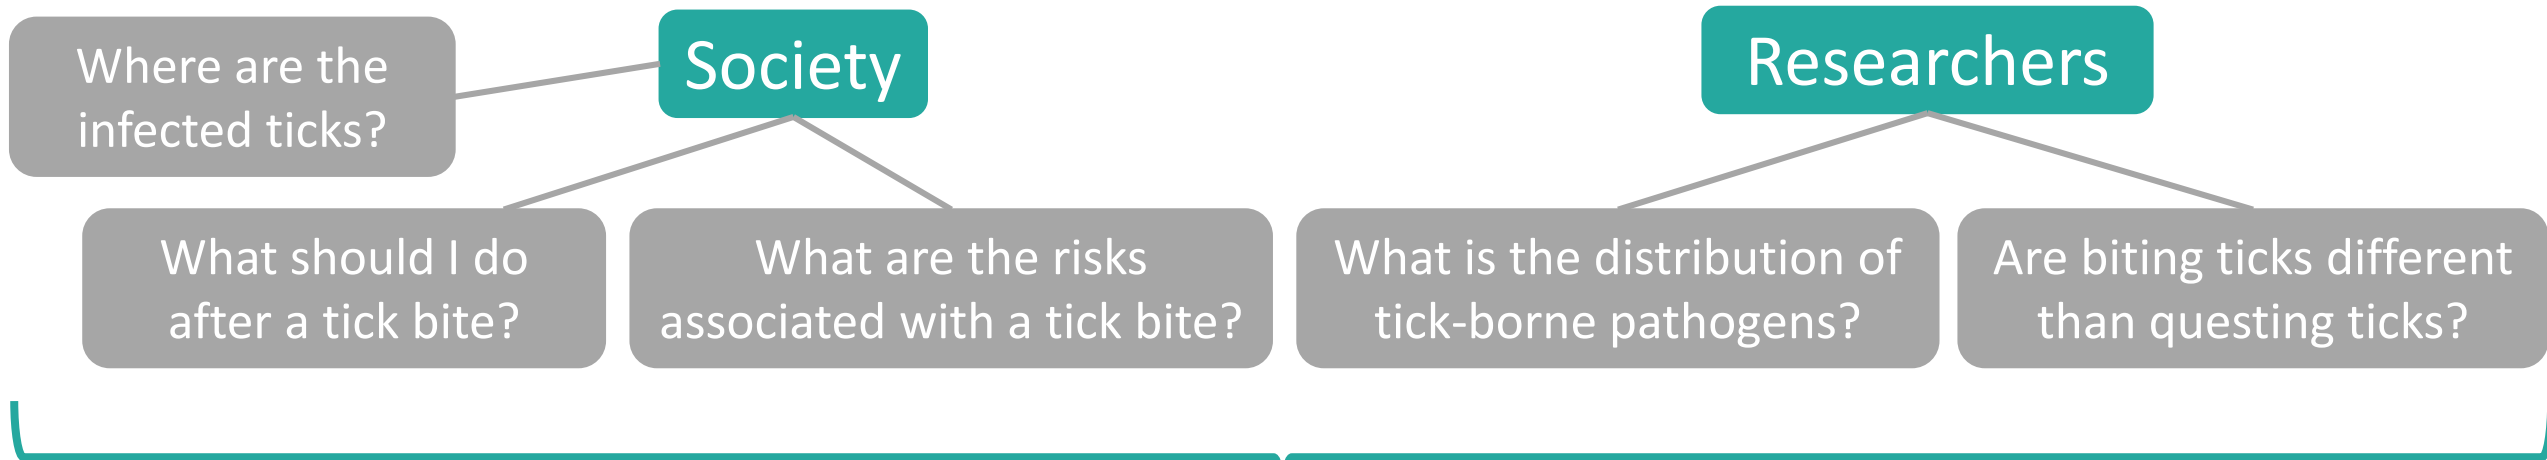 Where are the
infected ticks?
Society
Researchers
What should I do
after a tick bite?
What are the risks
associated with a tick bite?
What is the distribution of
tick-borne pathogens?
Are biting ticks different
than questing ticks?